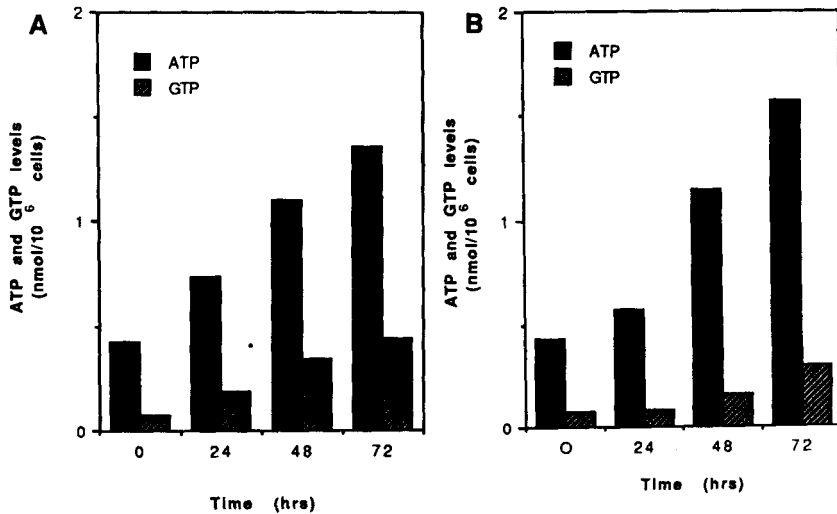 A
2
ATP
GTP
1
0
ATP and GTP levels
(nmol/10^6 cells)
0 24 48 72
Time (hrs)
B
2
ATP
GTP
1
0
ATP and GTP levels
(nmol/10^6 cells)
O 24 48 72
Time (hrs)